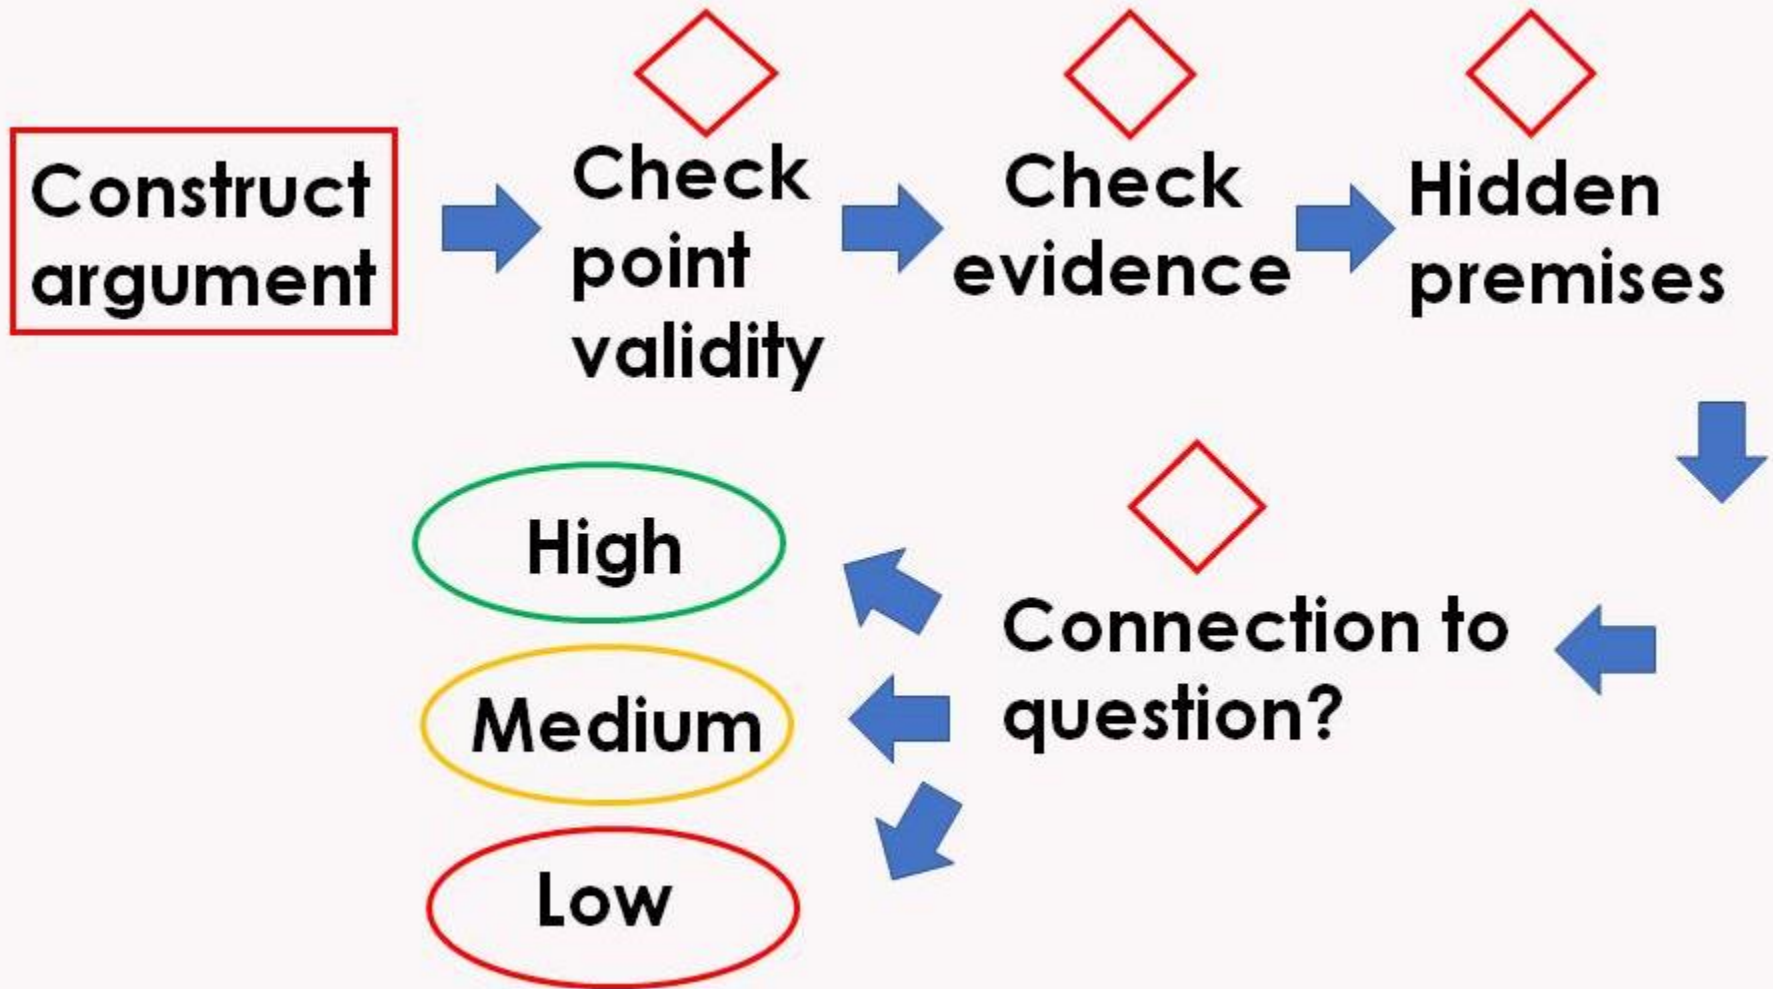 Construct
argument
Check
point
validity
Check
evidence
Hidden
premises
Connection to
question?
High
Medium
Low